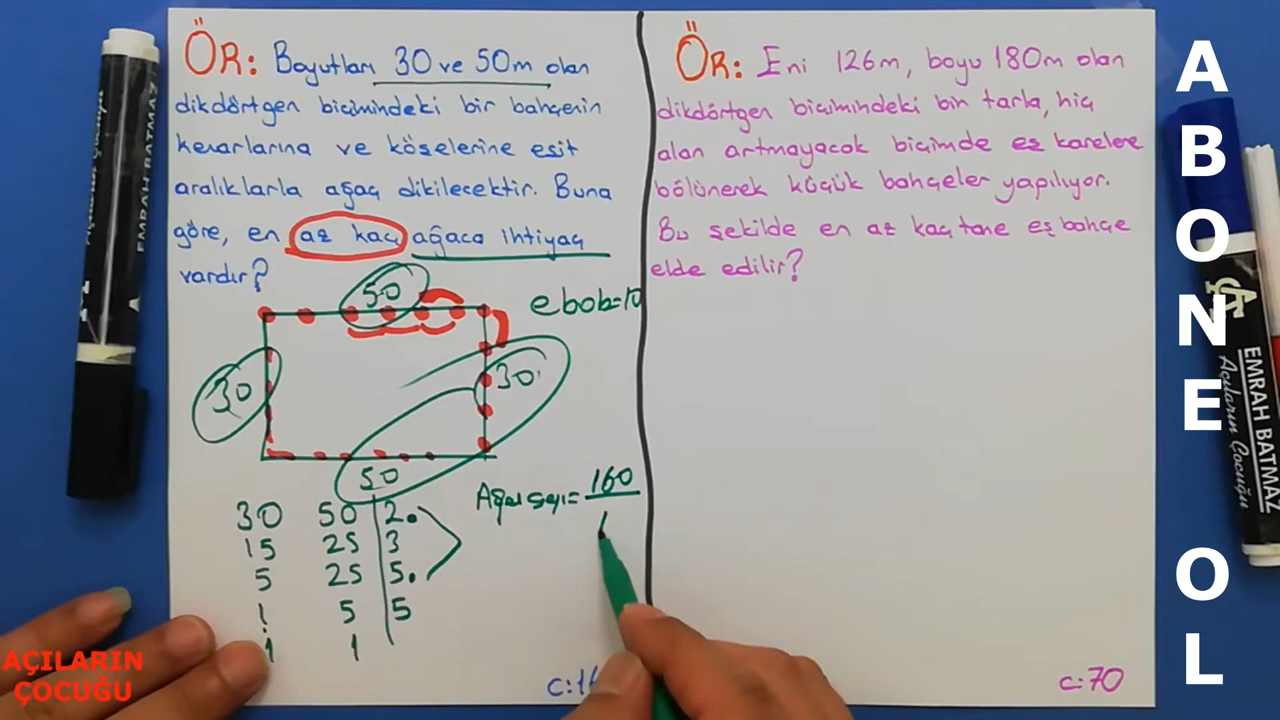 ÖR: Boyutları 30 ve 50m olan
dikdörtgen biçimindeki bir bahçenin
kenarlarına ve köşelerine eşit
aralıklarla ağaç dikilecektir. Buna
göre, en az kaç ağaca ihtiyaç
vardır?
50
ebob=10
30
30
50
30 50 2
15 25 3
5 25 5
1 5 5
1 1
Ağaç sayı = 160
c:16
ÖR: Eni 126m, boyu 180m olan
dikdörtgen biçimindeki bir tarla, hiç
alan artmayacak biçimde eş karelere
bölünerek küçük bahçeler yapılıyor.
Bu şekilde en az kaç tane eş bahçe
elde edilir?
c:70
ABONE OL
AÇILARIN
ÇOCUĞU
EMRAH BATMAZ
EMRAH BATMAZ
Açıların Çocuğu